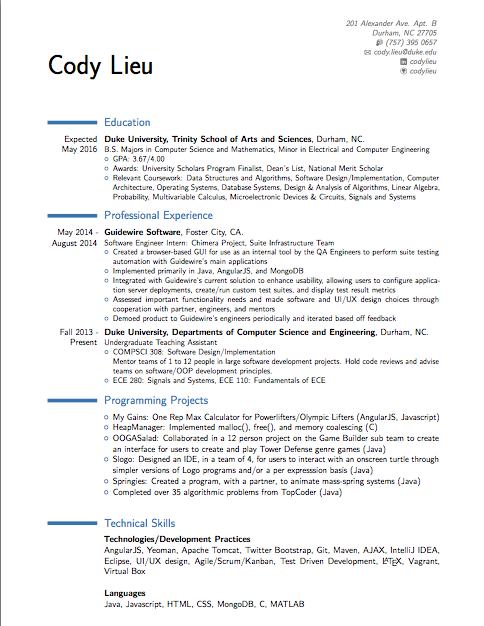 201 Alexander Ave. Apt. B
Durham, NC 27705
(757) 395 0657
cody.lieu@duke.edu
codylieu
codylieu
Cody Lieu
Education
Expected May 2016
Duke University, Trinity School of Arts and Sciences, Durham, NC.
B.S. Majors in Computer Science and Mathematics, Minor in Electrical and Computer Engineering
GPA: 3.67/4.00
Awards: University Scholars Program Finalist, Dean's List, National Merit Scholar
Relevant Coursework: Data Structures and Algorithms, Software Design/Implementation, Computer
Architecture, Operating Systems, Database Systems, Design & Analysis of Algorithms, Linear Algebra,
Probability, Multivariable Calculus, Microelectronic Devices & Circuits, Signals and Systems
Professional Experience
May 2014 - August 2014
Guidewire Software, Foster City, CA.
Software Engineer Intern: Chimera Project, Suite Infrastructure Team
Created a browser-based GUI for use as an internal tool by the QA Engineers to perform suite testing
automation with Guidewire's main applications
Implemented primarily in Java, AngularJS, and MongoDB
Integrated with Guidewire's current solution to enhance usability, allowing users to configure applica-
tion server deployments, create/run custom test suites, and display test result metrics
Assessed important functionality needs and made software and UI/UX design choices through
cooperation with partner, engineers, and mentors
Demoed product to Guidewire's engineers periodically and iterated based off feedback
Fall 2013 - Present
Duke University, Departments of Computer Science and Engineering, Durham, NC.
Undergraduate Teaching Assistant
COMPSCI 308: Software Design/Implementation
Mentor teams of 1 to 12 people in large software development projects. Hold code reviews and advise
teams on software/OOP development principles.
ECE 280: Signals and Systems, ECE 110: Fundamentals of ECE
Programming Projects
My Gains: One Rep Max Calculator for Powerlifters/Olympic Lifters (AngularJS, Javascript)
HeapManager: Implemented malloc(), free(), and memory coalescing (C)
OOGASalad: Collaborated in a 12 person project on the Game Builder sub team to create
an interface for users to create and play Tower Defense genre games (Java)
Slogo: Designed an IDE, in a team of 4, for users to interact with an onscreen turtle through
simpler versions of Logo programs and/or a per expresssion basis (Java)
Springies: Created a program, with a partner, to animate mass-spring systems (Java)
Completed over 35 algorithmic problems from TopCoder (Java)
Technical Skills
Technologies/Development Practices
AngularJS, Yeoman, Apache Tomcat, Twitter Bootstrap, Git, Maven, AJAX, IntelliJ IDEA,
Eclipse, UI/UX design, Agile/Scrum/Kanban, Test Driven Development, LATEX, Vagrant,
Virtual Box
Languages
Java, Javascript, HTML, CSS, MongoDB, C, MATLAB